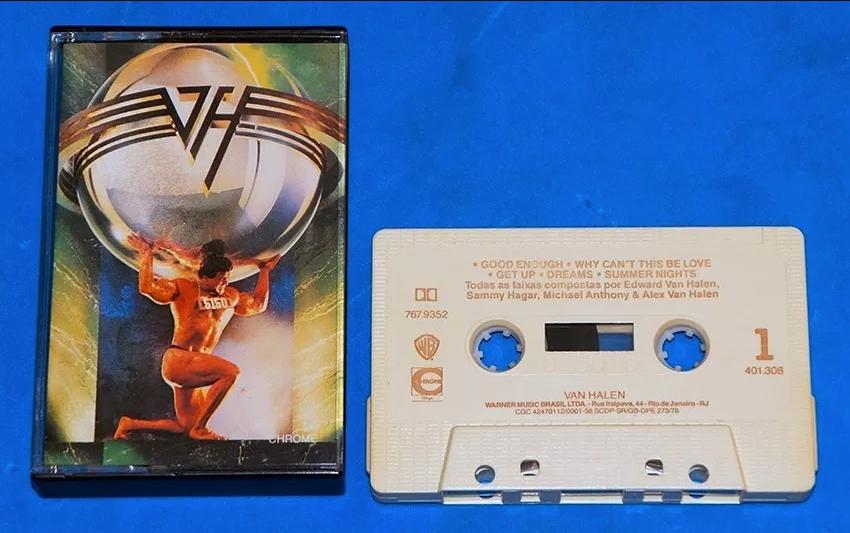 VH
5150
CHROME
• GOOD ENOUGH • WHY CAN'T THIS BE LOVE
• GET UP • DREAMS • SUMMER NIGHTS
Todas as faixas compostas por Edward Van Halen,
Sammy Hagar, Michael Anthony & Alex Van Halen
767.9352
WB
CHROME
1
401.308
VAN HALEN
WARNER MUSIC BRASIL LTDA. - Rua Itaipava, 44 - Rio de Janeiro - RJ
CGC 42470112/0001-56 SCDP-SR/GB-DPE 273/78